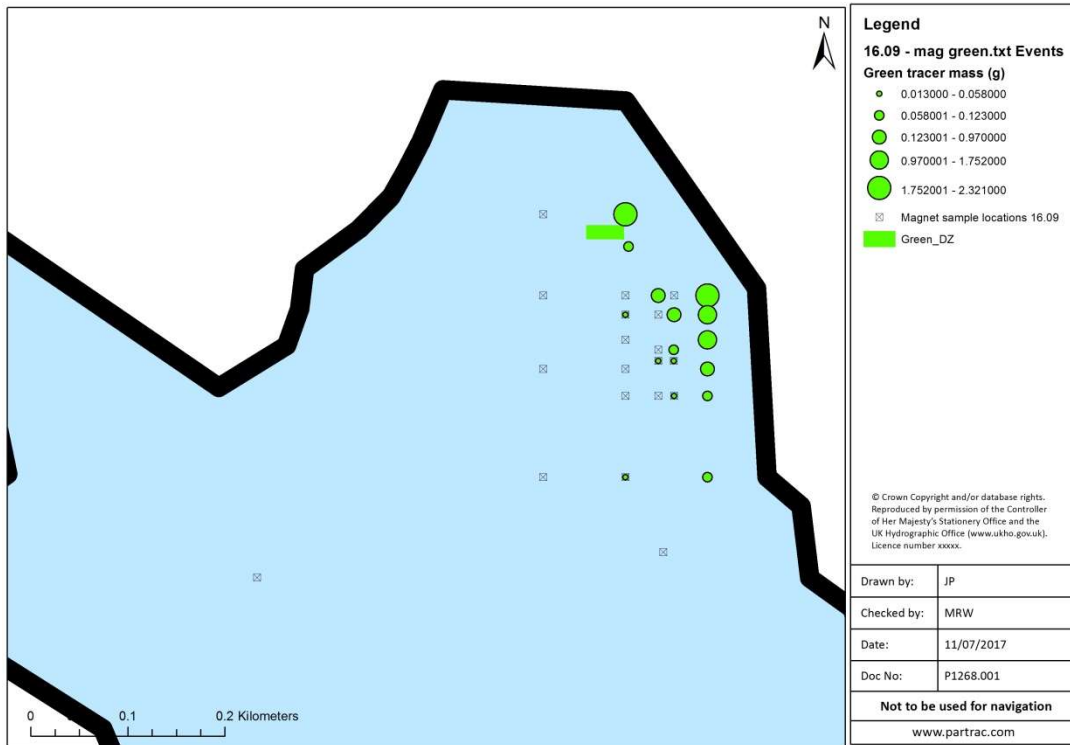 N
0 0.1 0.2 Kilometers
Legend
16.09 - mag green.txt Events
Green tracer mass (g)
0.013000 - 0.058000
0.058001 - 0.123000
0.123001 - 0.970000
0.970001 - 1.752000
1.752001 - 2.321000
Magnet sample locations 16.09
Green_DZ
© Crown Copyright and/or database rights.
Reproduced by permission of the Controller
of Her Majesty's Stationery Office and the
UK Hydrographic Office (www.ukho.gov.uk).
Licence number xxxxx.
Drawn by: JP
Checked by: MRW
Date: 11/07/2017
Doc No: P1268.001
Not to be used for navigation
www.partrac.com